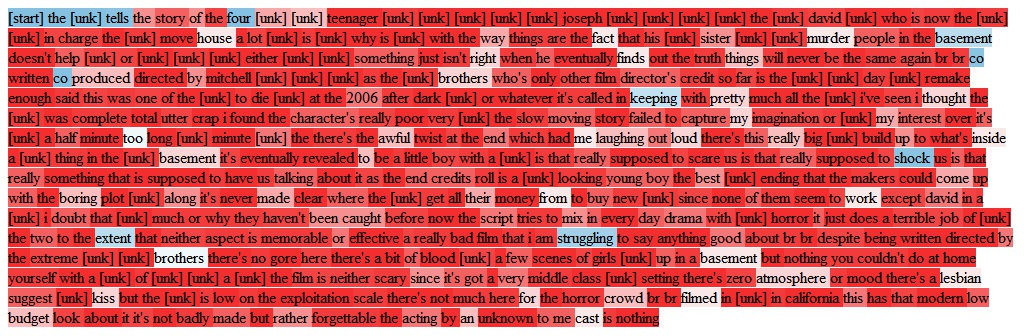 [start] the [unk] tells the story of the four [unk] [unk] teenager [unk] [unk] [unk] [unk] [unk] joseph [unk] [unk] [unk] [unk] the [unk] david [unk] who is now the [unk]
[unk] in charge the [unk] move house a lot [unk] is [unk] why is [unk] with the way things are the fact that his [unk] sister [unk] [unk] murder people in the basement
doesn't help [unk] or [unk] [unk] [unk] either [unk] [unk] something just isn't right when he eventually finds out the truth things will never be the same again br br co
written co produced directed by mitchell [unk] [unk] [unk] as the [unk] brothers who's only other film director's credit so far is the [unk] [unk] day [unk] remake
enough said this was one of the [unk] to die [unk] at the 2006 after dark [unk] or whatever it's called in keeping with pretty much all the [unk] i've seen i thought the
[unk] was complete total utter crap i found the character's really poor very [unk] the slow moving story failed to capture my imagination or [unk] my interest over it's
[unk] a half minute too long [unk] minute [unk] the there's the awful twist at the end which had me laughing out loud there's this really big [unk] build up to what's inside
a [unk] thing in the [unk] basement it's eventually revealed to be a little boy with a [unk] is that really supposed to scare us is that really supposed to shock us is that
really something that is supposed to have us talking about it as the end credits roll is a [unk] looking young boy the best [unk] ending that the makers could come up
with the boring plot [unk] along it's never made clear where the [unk] get all their money from to buy new [unk] since none of them seem to work except david in a
[unk] i doubt that [unk] much or why they haven't been caught before now the script tries to mix in every day drama with [unk] horror it just does a terrible job of [unk]
the two to the extent that neither aspect is memorable or effective a really bad film that i am struggling to say anything good about br br despite being written directed by
the extreme [unk] [unk] brothers there's no gore here there's a bit of blood [unk] a few scenes of girls [unk] up in a basement but nothing you couldn't do at home
yourself with a [unk] of [unk] [unk] a [unk] the film is neither scary since it's got a very middle class [unk] setting there's zero atmosphere or mood there's a lesbian
suggest [unk] kiss but the [unk] is low on the exploitation scale there's not much here for the horror crowd br br filmed in [unk] in california this has that modern low
budget look about it it's not badly made but rather forgettable the acting by an unknown to me cast is nothing